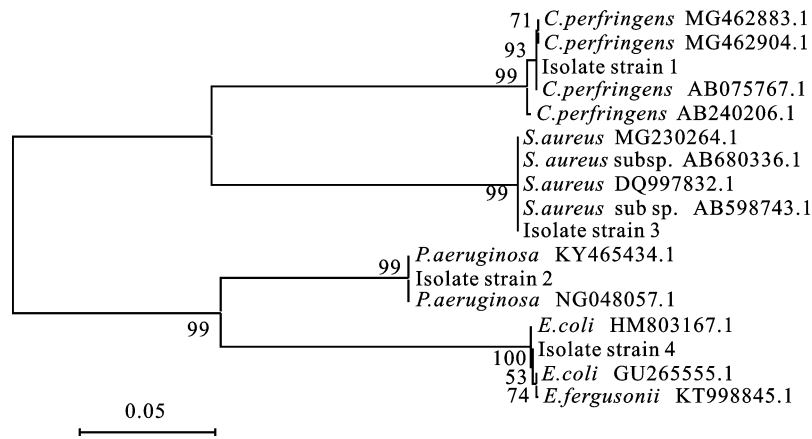 71 C.perfringens MG462883.1
C.perfringens MG462904.1
93
Isolate strain 1
99 C.perfringens AB075767.1
C.perfringens AB240206.1
S.aureus MG230264.1
S. aureus subsp. AB680336.1
S.aureus DQ997832.1
99
S.aureus sub sp. AB598743.1
Isolate strain 3
P.aeruginosa KY465434.1
99 Isolate strain 2
P.aeruginosa NG048057.1
99 E.coli HM803167.1
Isolate strain 4
100
53 E.coli GU265555.1
74 E.fergusonii KT998845.1
0.05